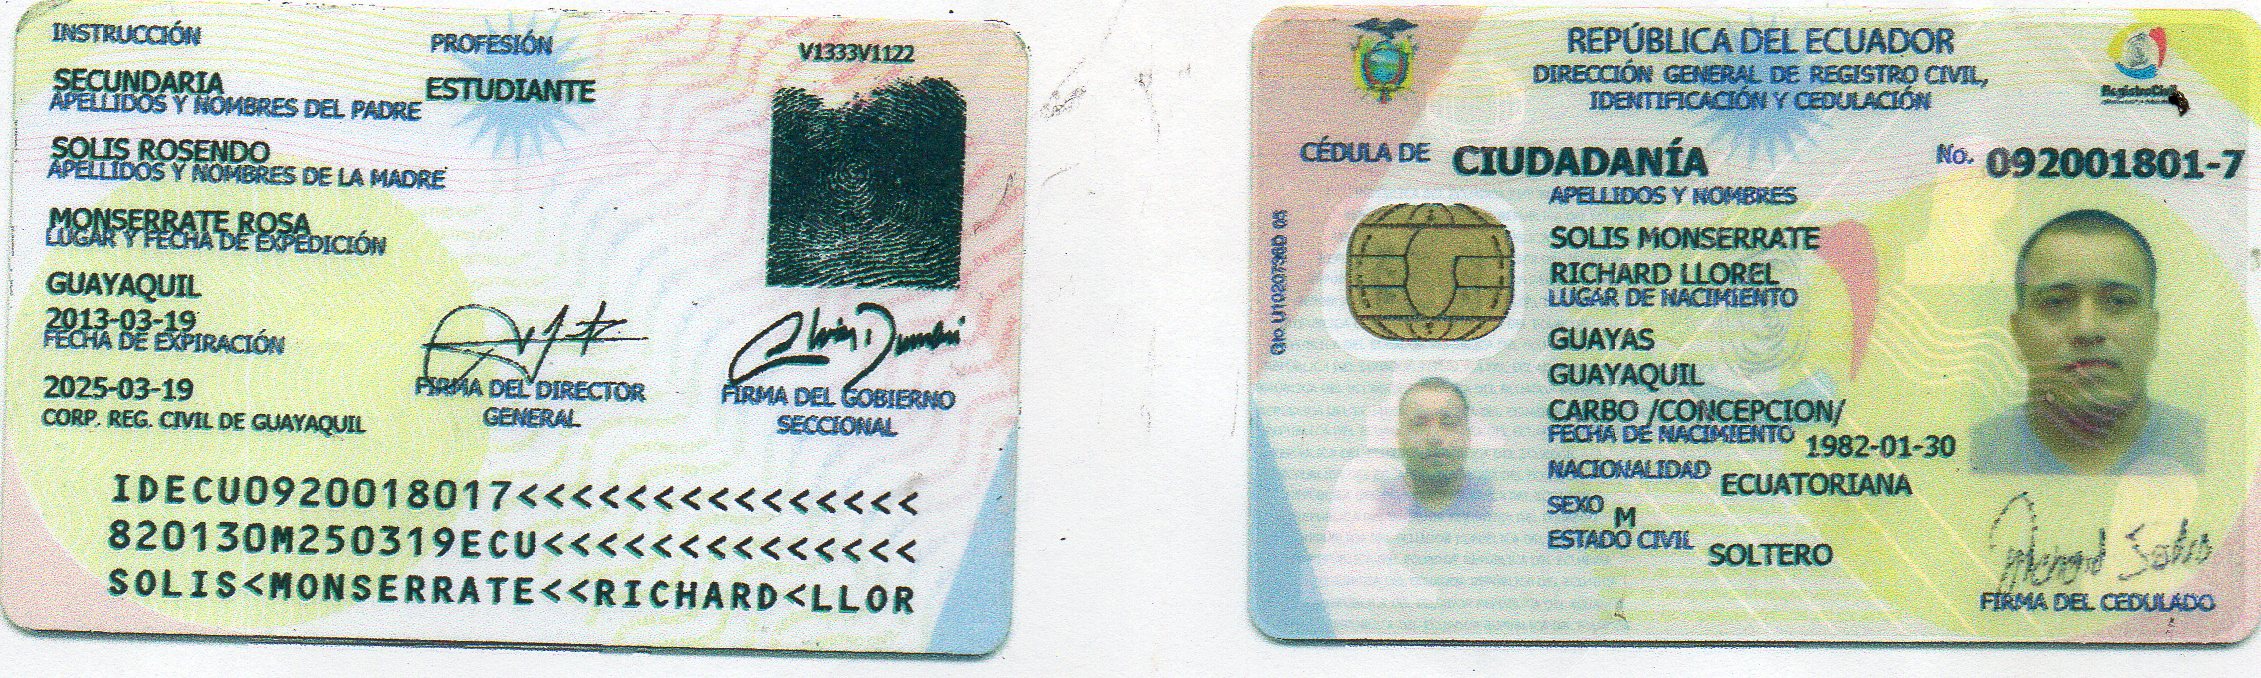 INSTRUCCIÓN
PROFESIÓN
V1333V1122
SECUNDARIA
ESTUDIANTE
APELLIDOS Y NOMBRES DEL PADRE
SOLIS ROSENDO
APELLIDOS Y NOMBRES DE LA MADRE
MONSERRATE ROSA
LUGAR Y FECHA DE EXPEDICIÓN
GUAYAQUIL
2013-03-19
FECHA DE EXPIRACIÓN
2025-03-19
CORP. REG. CIVIL DE GUAYAQUIL
FIRMA DEL DIRECTOR
GENERAL
FIRMA DEL GOBIERNO
SECCIONAL
IDECU0920018017<<<<<<<<<<<<<<<
820130M250319ECU<<<<<<<<<<<<<<
SOLIS<MONSERRATE<<RICHARD<LLOR
REPÚBLICA DEL ECUADOR
DIRECCIÓN GENERAL DE REGISTRO CIVIL,
IDENTIFICACIÓN Y CEDULACIÓN
RegistroCivil
CÉDULA DE CIUDADANÍA
No. 092001801-7
APELLIDOS Y NOMBRES
SOLIS MONSERRATE
RICHARD LLOREL
LUGAR DE NACIMIENTO
GUAYAS
GUAYAQUIL
CARBO /CONCEPCION/
FECHA DE NACIMIENTO 1982-01-30
NACIONALIDAD ECUATORIANA
SEXO M
ESTADO CIVIL SOLTERO
FIRMA DEL CEDULADO